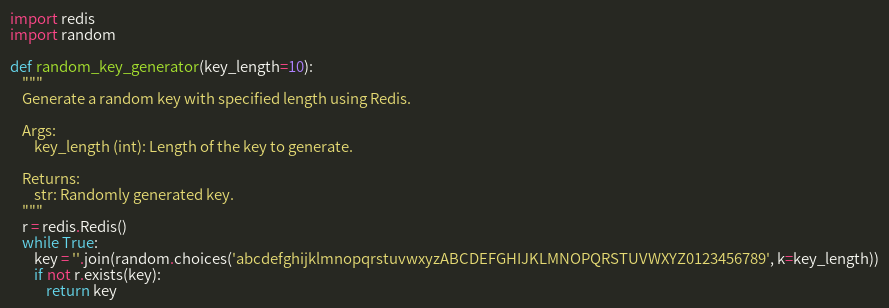 import redis
import random

def random_key_generator(key_length=10):
    """
    Generate a random key with specified length using Redis.

    Args:
        key_length (int): Length of the key to generate.

    Returns:
        str: Randomly generated key.
    """
    r = redis.Redis()
    while True:
        key = ''.join(random.choices('abcdefghijklmnopqrstuvwxyzABCDEFGHIJKLMNOPQRSTUVWXYZ0123456789', k=key_length))
        if not r.exists(key):
            return key